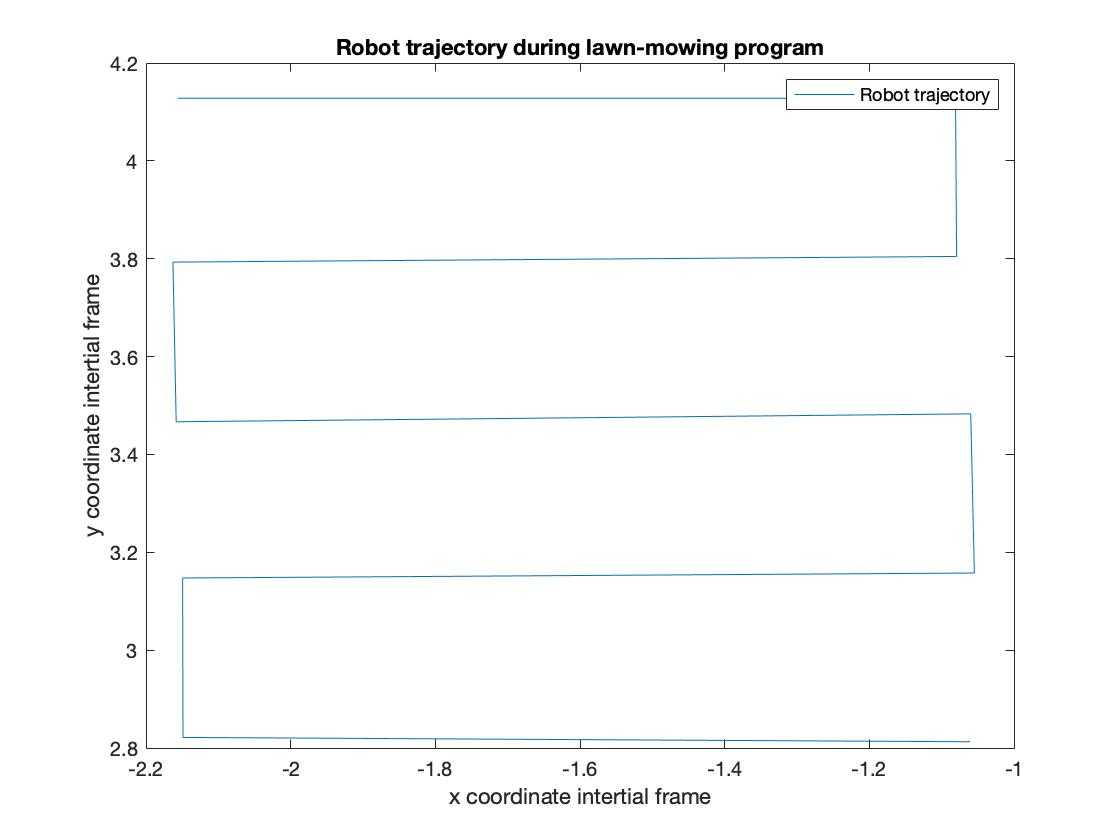 Robot trajectory during lawn-mowing program
Robot trajectory
4.2
4
3.8
3.6
3.4
3.2
3
2.8
y coordinate intertial frame
-2.2 -2 -1.8 -1.6 -1.4 -1.2 -1
x coordinate intertial frame